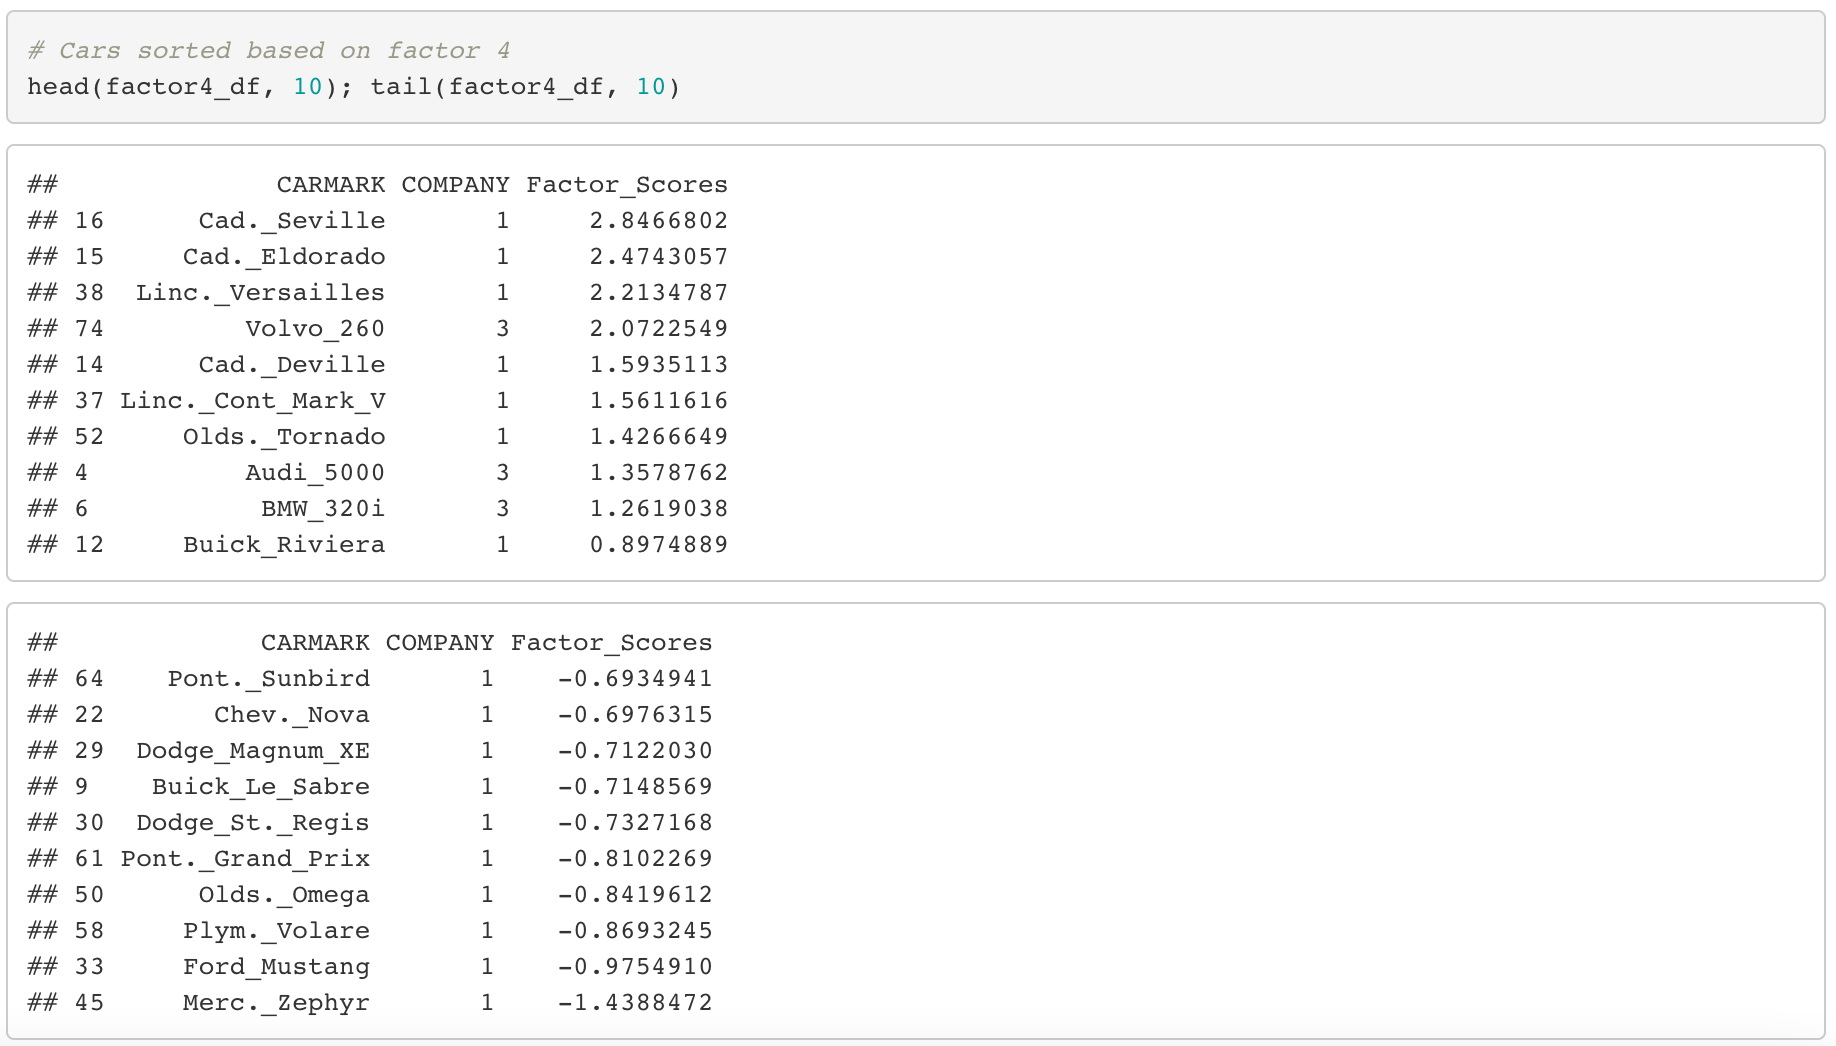 # Cars sorted based on factor 4
head(factor4_df, 10); tail(factor4_df, 10)
##                CARMARK COMPANY Factor_Scores
## 16      Cad._Seville       1     2.8466802
## 15     Cad._Eldorado       1     2.4743057
## 38  Linc._Versailles       1     2.2134787
## 74         Volvo_260       3     2.0722549
## 14      Cad._Deville       1     1.5935113
## 37 Linc._Cont_Mark_V       1     1.5611616
## 52     Olds._Tornado       1     1.4266649
## 4          Audi_5000       3     1.3578762
## 6           BMW_320i       3     1.2619038
## 12     Buick_Riviera       1     0.8974889
##             CARMARK COMPANY Factor_Scores
## 64    Pont._Sunbird       1    -0.6934941
## 22       Chev._Nova       1    -0.6976315
## 29  Dodge_Magnum_XE       1    -0.7122030
## 9    Buick_Le_Sabre       1    -0.7148569
## 30  Dodge_St._Regis       1    -0.7327168
## 61 Pont._Grand_Prix       1    -0.8102269
## 50      Olds._Omega       1    -0.8419612
## 58     Plym._Volare       1    -0.8693245
## 33     Ford_Mustang       1    -0.9754910
## 45     Merc._Zephyr       1    -1.4388472